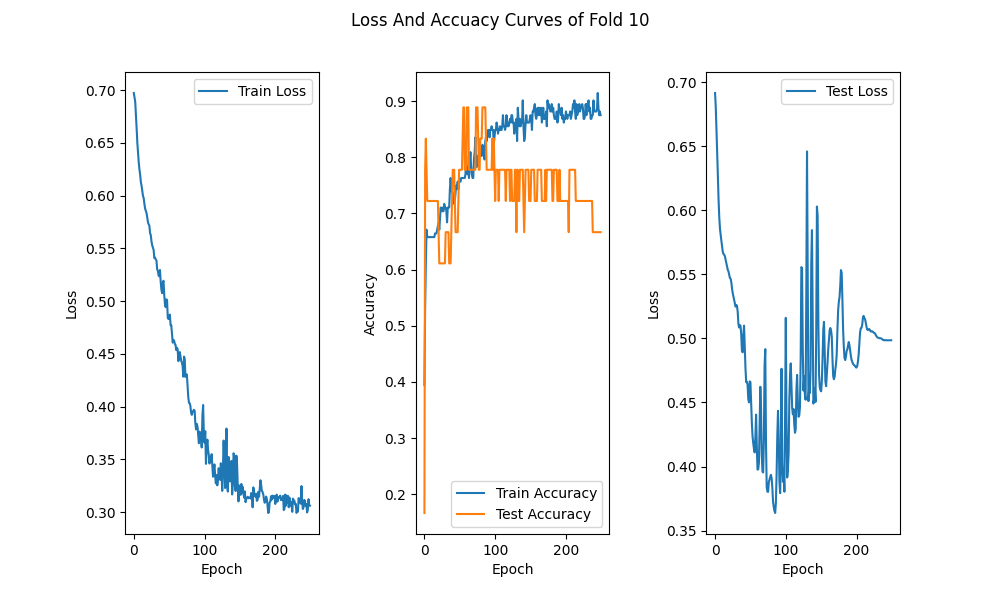 Loss And Accuacy Curves of Fold 10
0.70
0.65
0.60
0.55
0.50
0.45
0.40
0.35
0.30
Loss
0 100 200
Epoch
Train Loss
0.9
0.8
0.7
0.6
0.5
0.4
0.3
0.2
Accuracy
0 100 200
Epoch
Train Accuracy
Test Accuracy
0.70
0.65
0.60
0.55
0.50
0.45
0.40
0.35
Loss
0 100 200
Epoch
Test Loss